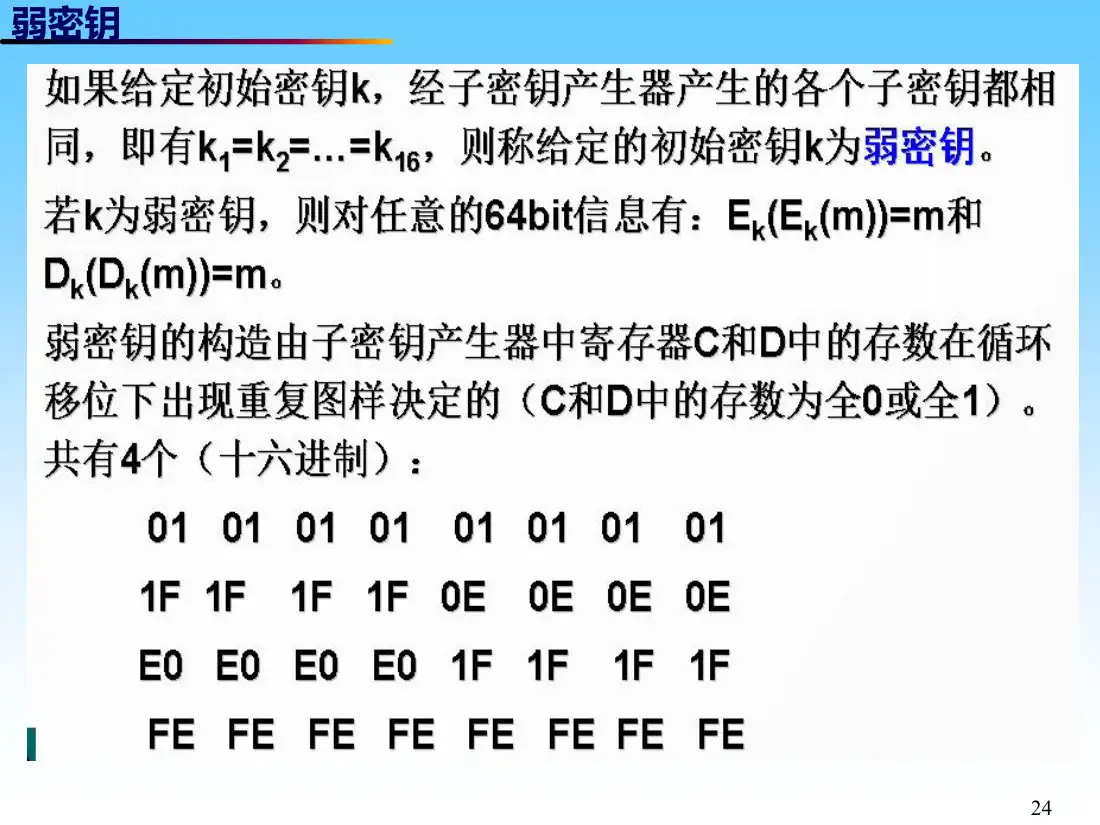 弱密钥
如果给定初始密钥k，经子密钥产生器产生的各个子密钥都相
同，即有k1=k2=…=k16，则称给定的初始密钥k为弱密钥。
若k为弱密钥，则对任意的64bit信息有：Ek(Ek(m))=m和
Dk(Dk(m))=m。
弱密钥的构造由子密钥产生器中寄存器C和D中的存数在循环
移位下出现重复图样决定的（C和D中的存数为全0或全1）。
共有4个（十六进制）：
01 01 01 01 01 01 01 01
1F 1F 1F 1F 0E 0E 0E 0E
E0 E0 E0 E0 1F 1F 1F 1F
FE FE FE FE FE FE FE FE
24